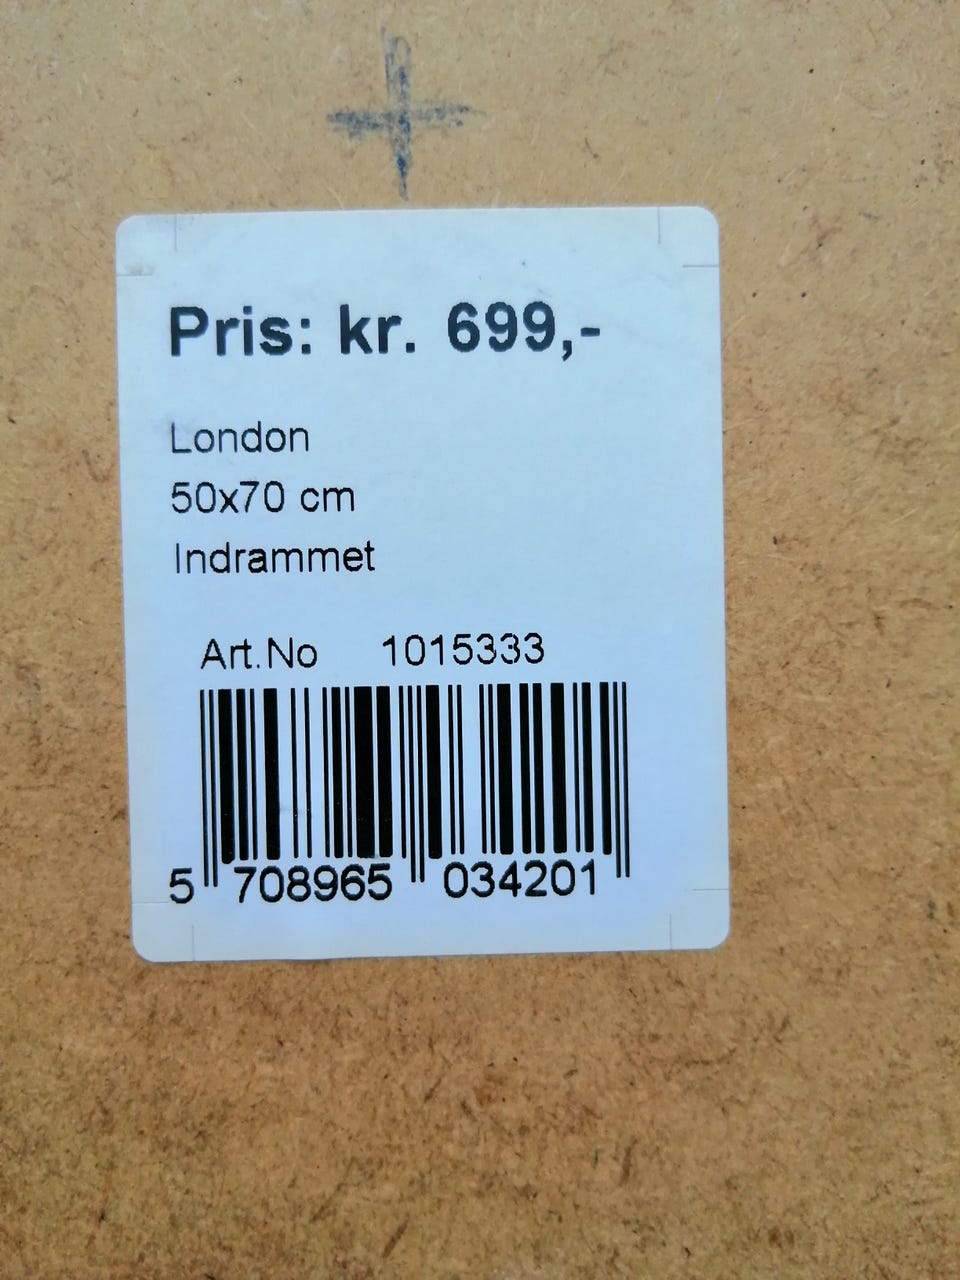 Pris: kr. 699,-
London
50x70 cm
Indrammet
Art.No 1015333
5 708965 034201